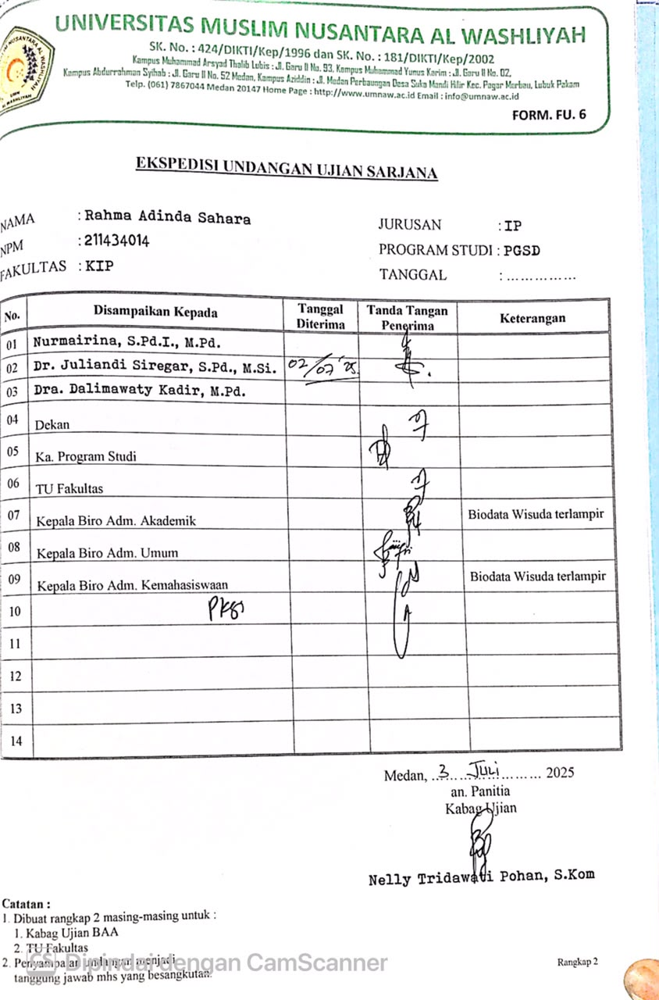 UNIVERSITAS MUSLIM NUSANTARA AL WASHLIYAH
SK. No. : 424/DIKTI/Kep/1996 dan SK. No. : 181/DIKTI/Kep/2002
Kampus Muhammad Arsyad Thalib Lubis : Jl. Garu II No. 93, Kampus Muhammad Yunus Karim : Jl. Garu II No. 02,
Kampus Abdurrahman Syihab : Jl. Garu II No. 52 Medan, Kampus Aziddin : Jl. Medan Perbaungan Desa Suka Mandi Hilir Kec. Pagar Merbau, Lubuk Pakam
Telp. (061) 7867044 Medan 20147 Home Page : http://www.umnaw.ac.id Email : info@umnaw.ac.id
FORM. FU. 6
EKSPEDISI UNDANGAN UJIAN SARJANA
NAMA : Rahma Adinda Sahara
NPM : 211434014
FAKULTAS : KIP
JURUSAN : IP
PROGRAM STUDI : PGSD
TANGGAL : ...............
No. Disampaikan Kepada Tanggal Diterima Tanda Tangan Penerima Keterangan
01 Nurmairina, S.Pd.I., M.Pd.
02 Dr. Juliandi Siregar, S.Pd., M.Si. 02/07'25
03 Dra. Dalimawaty Kadir, M.Pd.
04 Dekan
05 Ka. Program Studi
06 TU Fakultas
07 Kepala Biro Adm. Akademik Biodata Wisuda terlampir
08 Kepala Biro Adm. Umum
09 Kepala Biro Adm. Kemahasiswaan Biodata Wisuda terlampir
10
11
12
13
14
Medan, 3 Juli 2025
an. Panitia
Kabag Ujian
Nelly Tridawati Pohan, S.Kom
Catatan :
1. Dibuat rangkap 2 masing-masing untuk :
1. Kabag Ujian BAA
2. TU Fakultas
2. Penyampaian undangan menjadi
tanggung jawab mhs yang besangkutan.
Rangkap 2
CS Dipindai dengan CamScanner